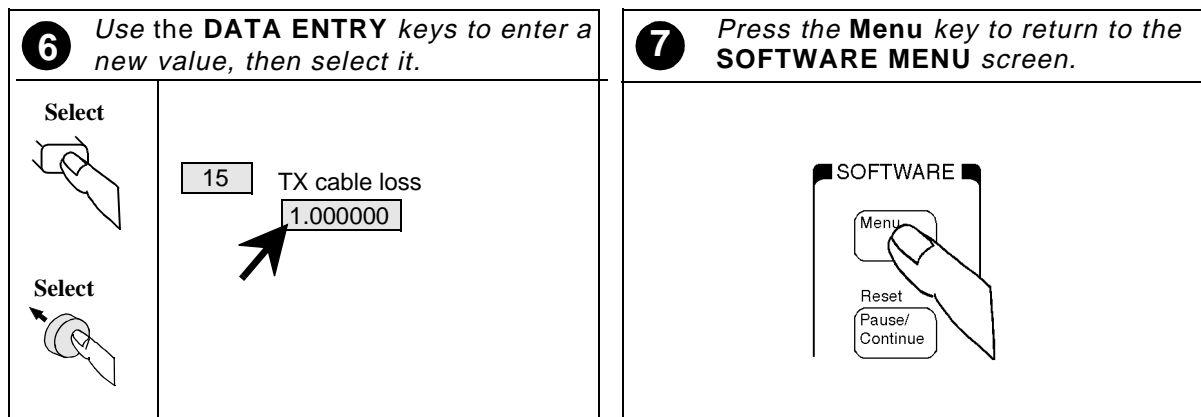 6
Use the DATA ENTRY keys to enter a
new value, then select it.
Select
15
TX cable loss
1.000000
Select
7
Press the Menu key to return to the
SOFTWARE MENU screen.
SOFTWARE
Menu
Reset
Pause/
Continue